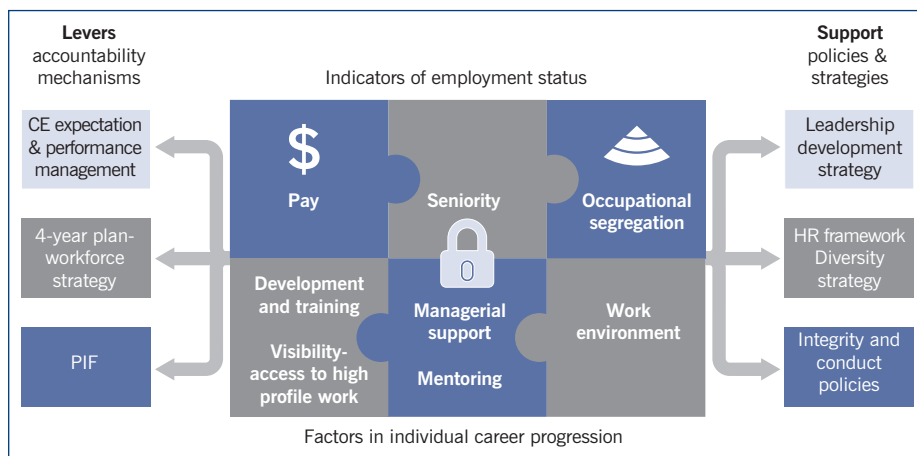 Levers
accountability
mechanisms
CE expectation
& performance
management
4-year plan-
workforce
strategy
PIF
Indicators of employment status
$
Pay
Seniority
Occupational
segregation
Development
and training
Visibility-
access to high
profile work
Managerial
support
Mentoring
Work
environment
Factors in individual career progression
Support
policies &
strategies
Leadership
development
strategy
HR framework
Diversity
strategy
Integrity and
conduct
policies